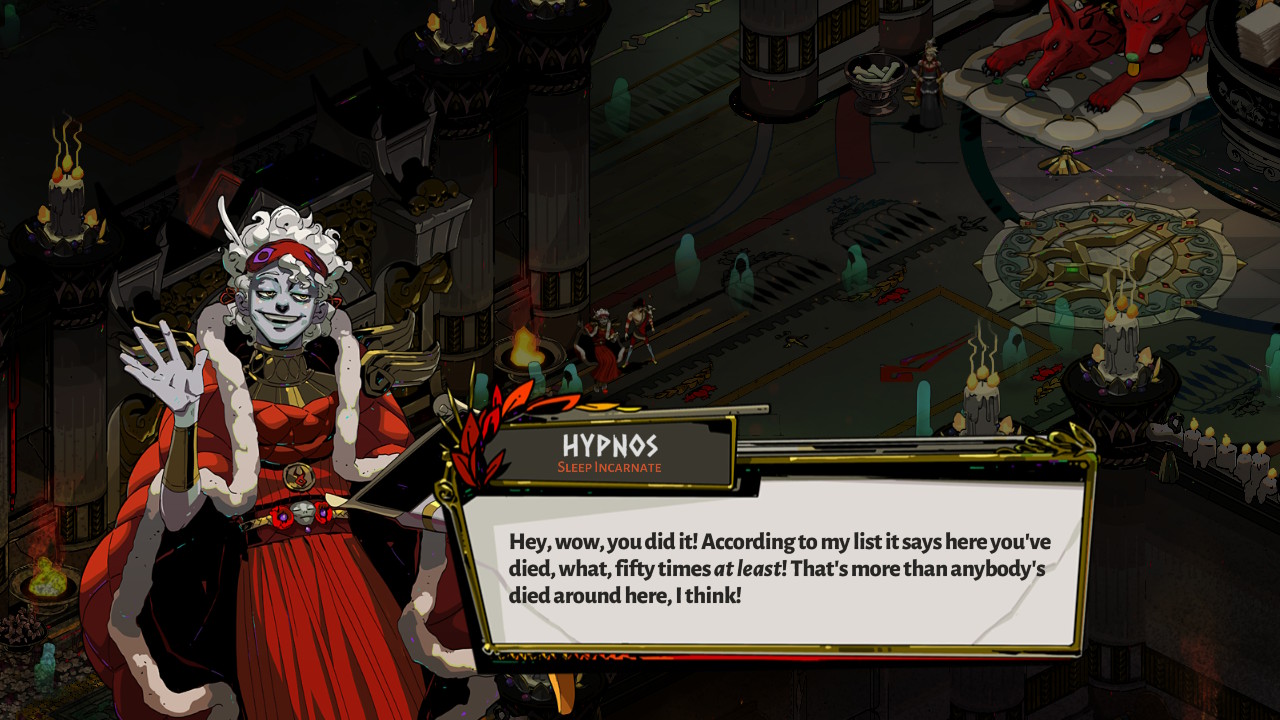 HYPNOS
Sleep Incarnate
Hey, wow, you did it! According to my list it says here you've
died, what, fifty times at least! That's more than anybody's
died around here, I think!